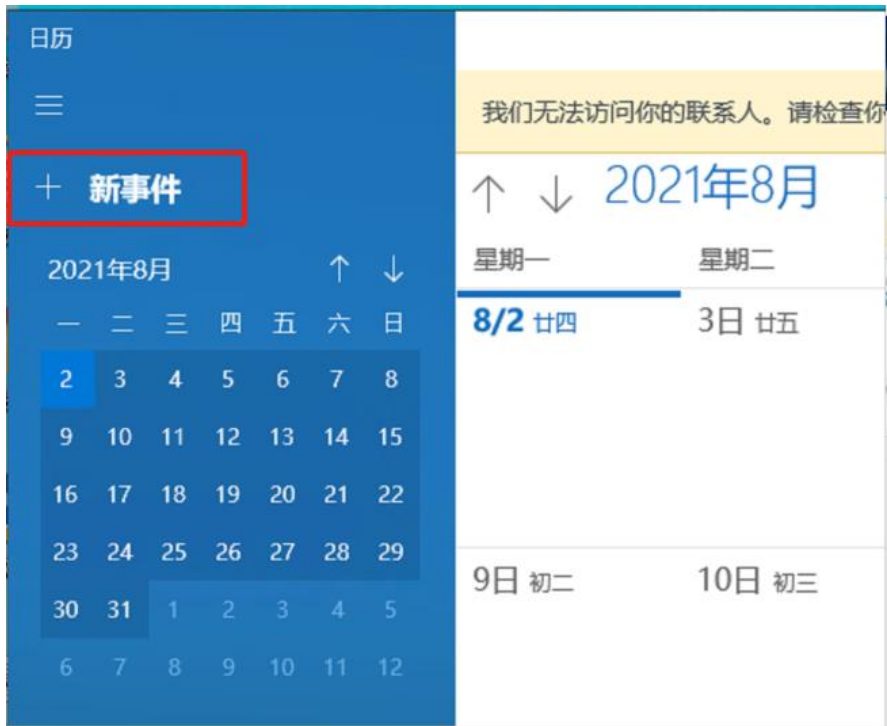 日历
新事件
2021年8月
一 二 三 四 五 六 日
2 3 4 5 6 7 8
9 10 11 12 13 14 15
16 17 18 19 20 21 22
23 24 25 26 27 28 29
30 31 1 2 3 4 5
6 7 8 9 10 11 12
我们无法访问你的联系人。请检查你
2021年8月
星期一 星期二
8/2 廿四 3日 廿五
9日 初二 10日 初三